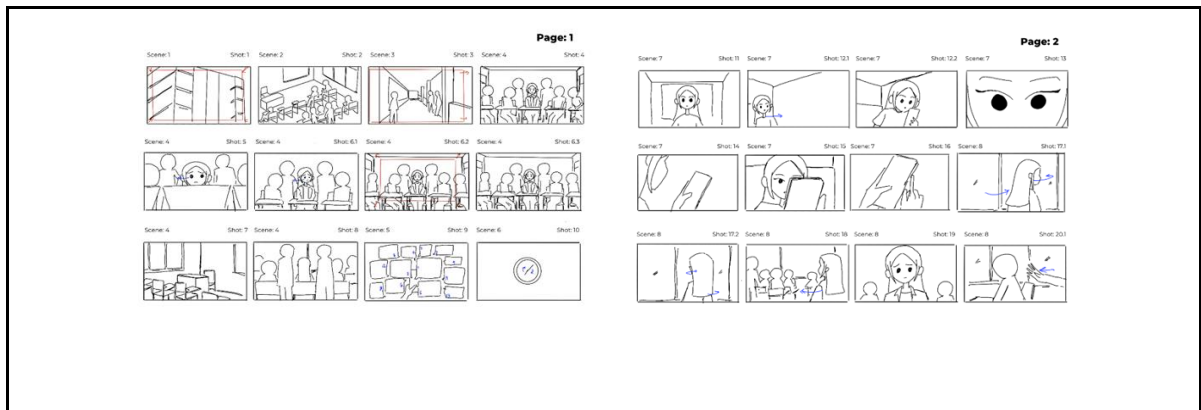 Page: 1
Scene: 1 Shot: 1 Scene: 2 Shot: 2 Scene: 3 Shot: 3 Scene: 4 Shot: 4
Scene: 4 Shot: 5 Scene: 4 Shot: 6.1 Scene: 4 Shot: 6.2 Scene: 4 Shot: 6.3
Scene: 4 Shot: 7 Scene: 4 Shot: 8 Scene: 5 Shot: 9 Scene: 6 Shot: 10
Page: 2
Scene: 7 Shot: 11 Scene: 7 Shot: 12.1 Scene: 7 Shot: 12.2 Scene: 7 Shot: 13
Scene: 7 Shot: 14 Scene: 7 Shot: 15 Scene: 7 Shot: 16 Scene: 8 Shot: 17.1
Scene: 8 Shot: 17.2 Scene: 8 Shot: 18 Scene: 8 Shot: 19 Scene: 8 Shot: 20.1